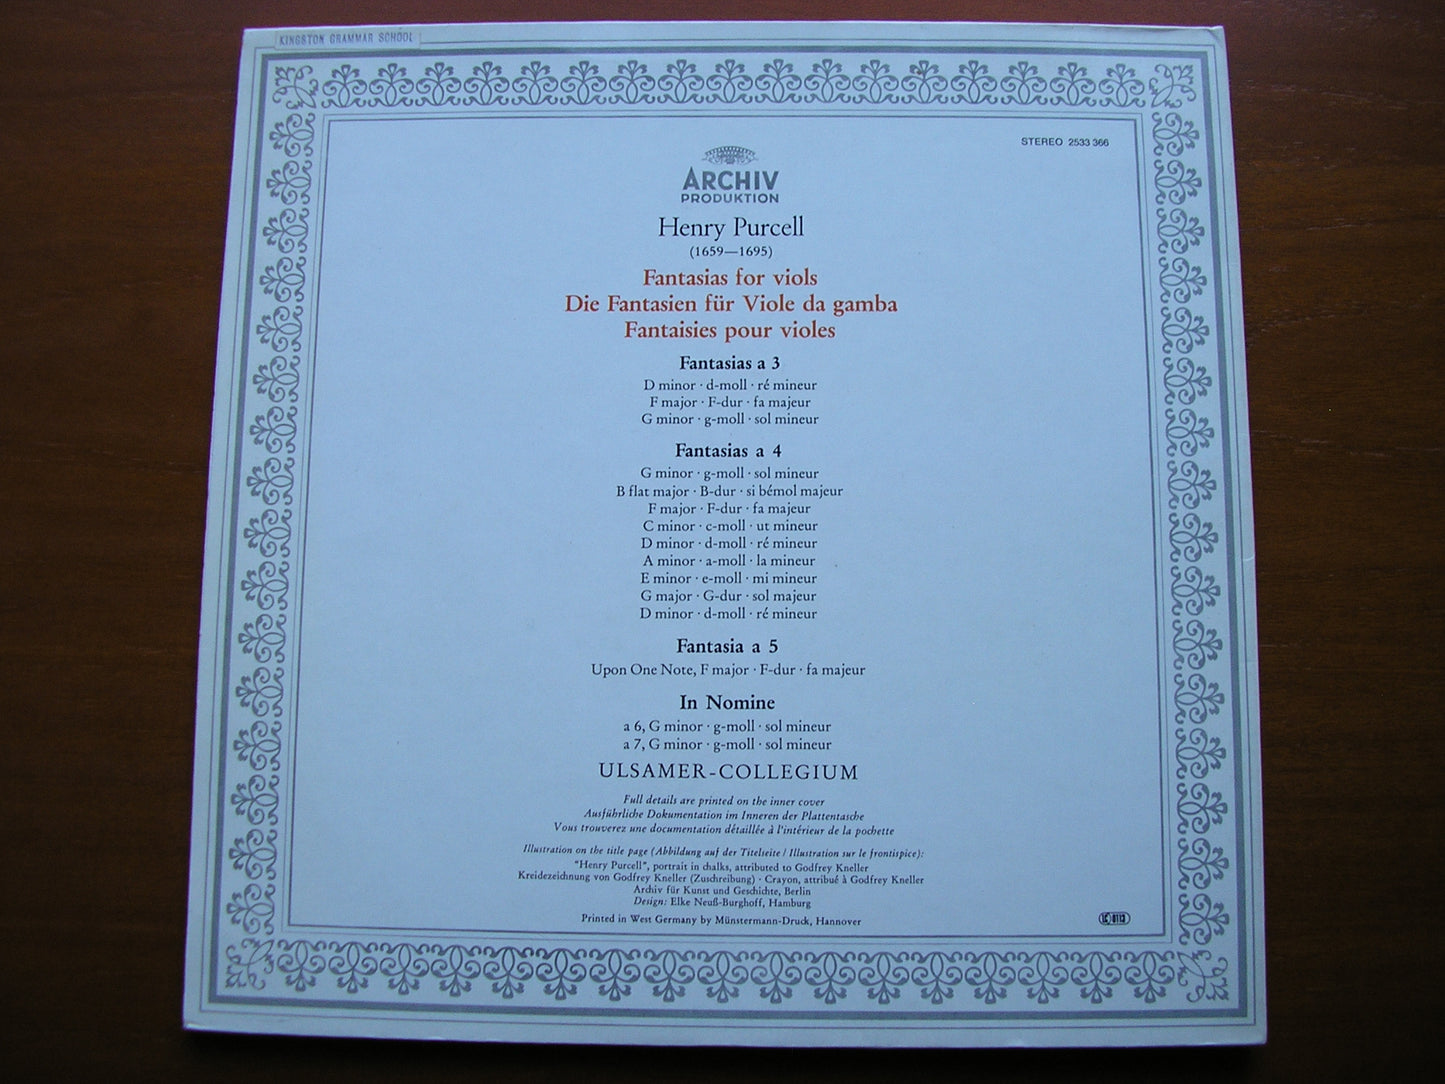 KINGSTON GRAMMAR SCHOOL
STEREO 2533 366
ARCHIV
PRODUKTION
Henry Purcell
(1659—1695)
Fantasias for viols
Die Fantasien für Viole da gamba
Fantaisies pour violes
Fantasias a 3
D minor · d-moll · ré mineur
F major · F-dur · fa majeur
G minor · g-moll · sol mineur
Fantasias a 4
G minor · g-moll · sol mineur
B flat major · B-dur · si bémol majeur
F major · F-dur · fa majeur
C minor · c-moll · ut mineur
D minor · d-moll · ré mineur
A minor · a-moll · la mineur
E minor · e-moll · mi mineur
G major · G-dur · sol majeur
D minor · d-moll · ré mineur
Fantasia a 5
Upon One Note, F major · F-dur · fa majeur
In Nomine
a 6, G minor · g-moll · sol mineur
a 7, G minor · g-moll · sol mineur
ULSAMER-COLLEGIUM
Full details are printed on the inner cover
Ausführliche Dokumentation im Inneren der Plattentasche
Vous trouverez une documentation détaillée à l'intérieur de la pochette
Illustration on the title page (Abbildung auf der Titelseite / Illustration sur le frontispice):
"Henry Purcell", portrait in chalks, attributed to Godfrey Kneller
Kreidezeichnung von Godfrey Kneller (Zuschreibung) · Crayon, attribué à Godfrey Kneller
Archiv für Kunst und Geschichte, Berlin
Design: Elke Neuß-Burghoff, Hamburg
Printed in West Germany by Münstermann-Druck, Hannover